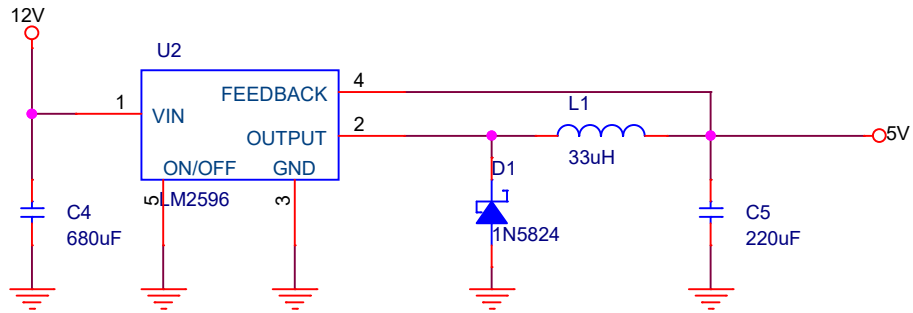 12V
U2
1
VIN
FEEDBACK
4
OUTPUT
2
L1
33uH
5V
ON/OFF
GND
5
3
LM2596
D1
1N5824
C4
680uF
C5
220uF